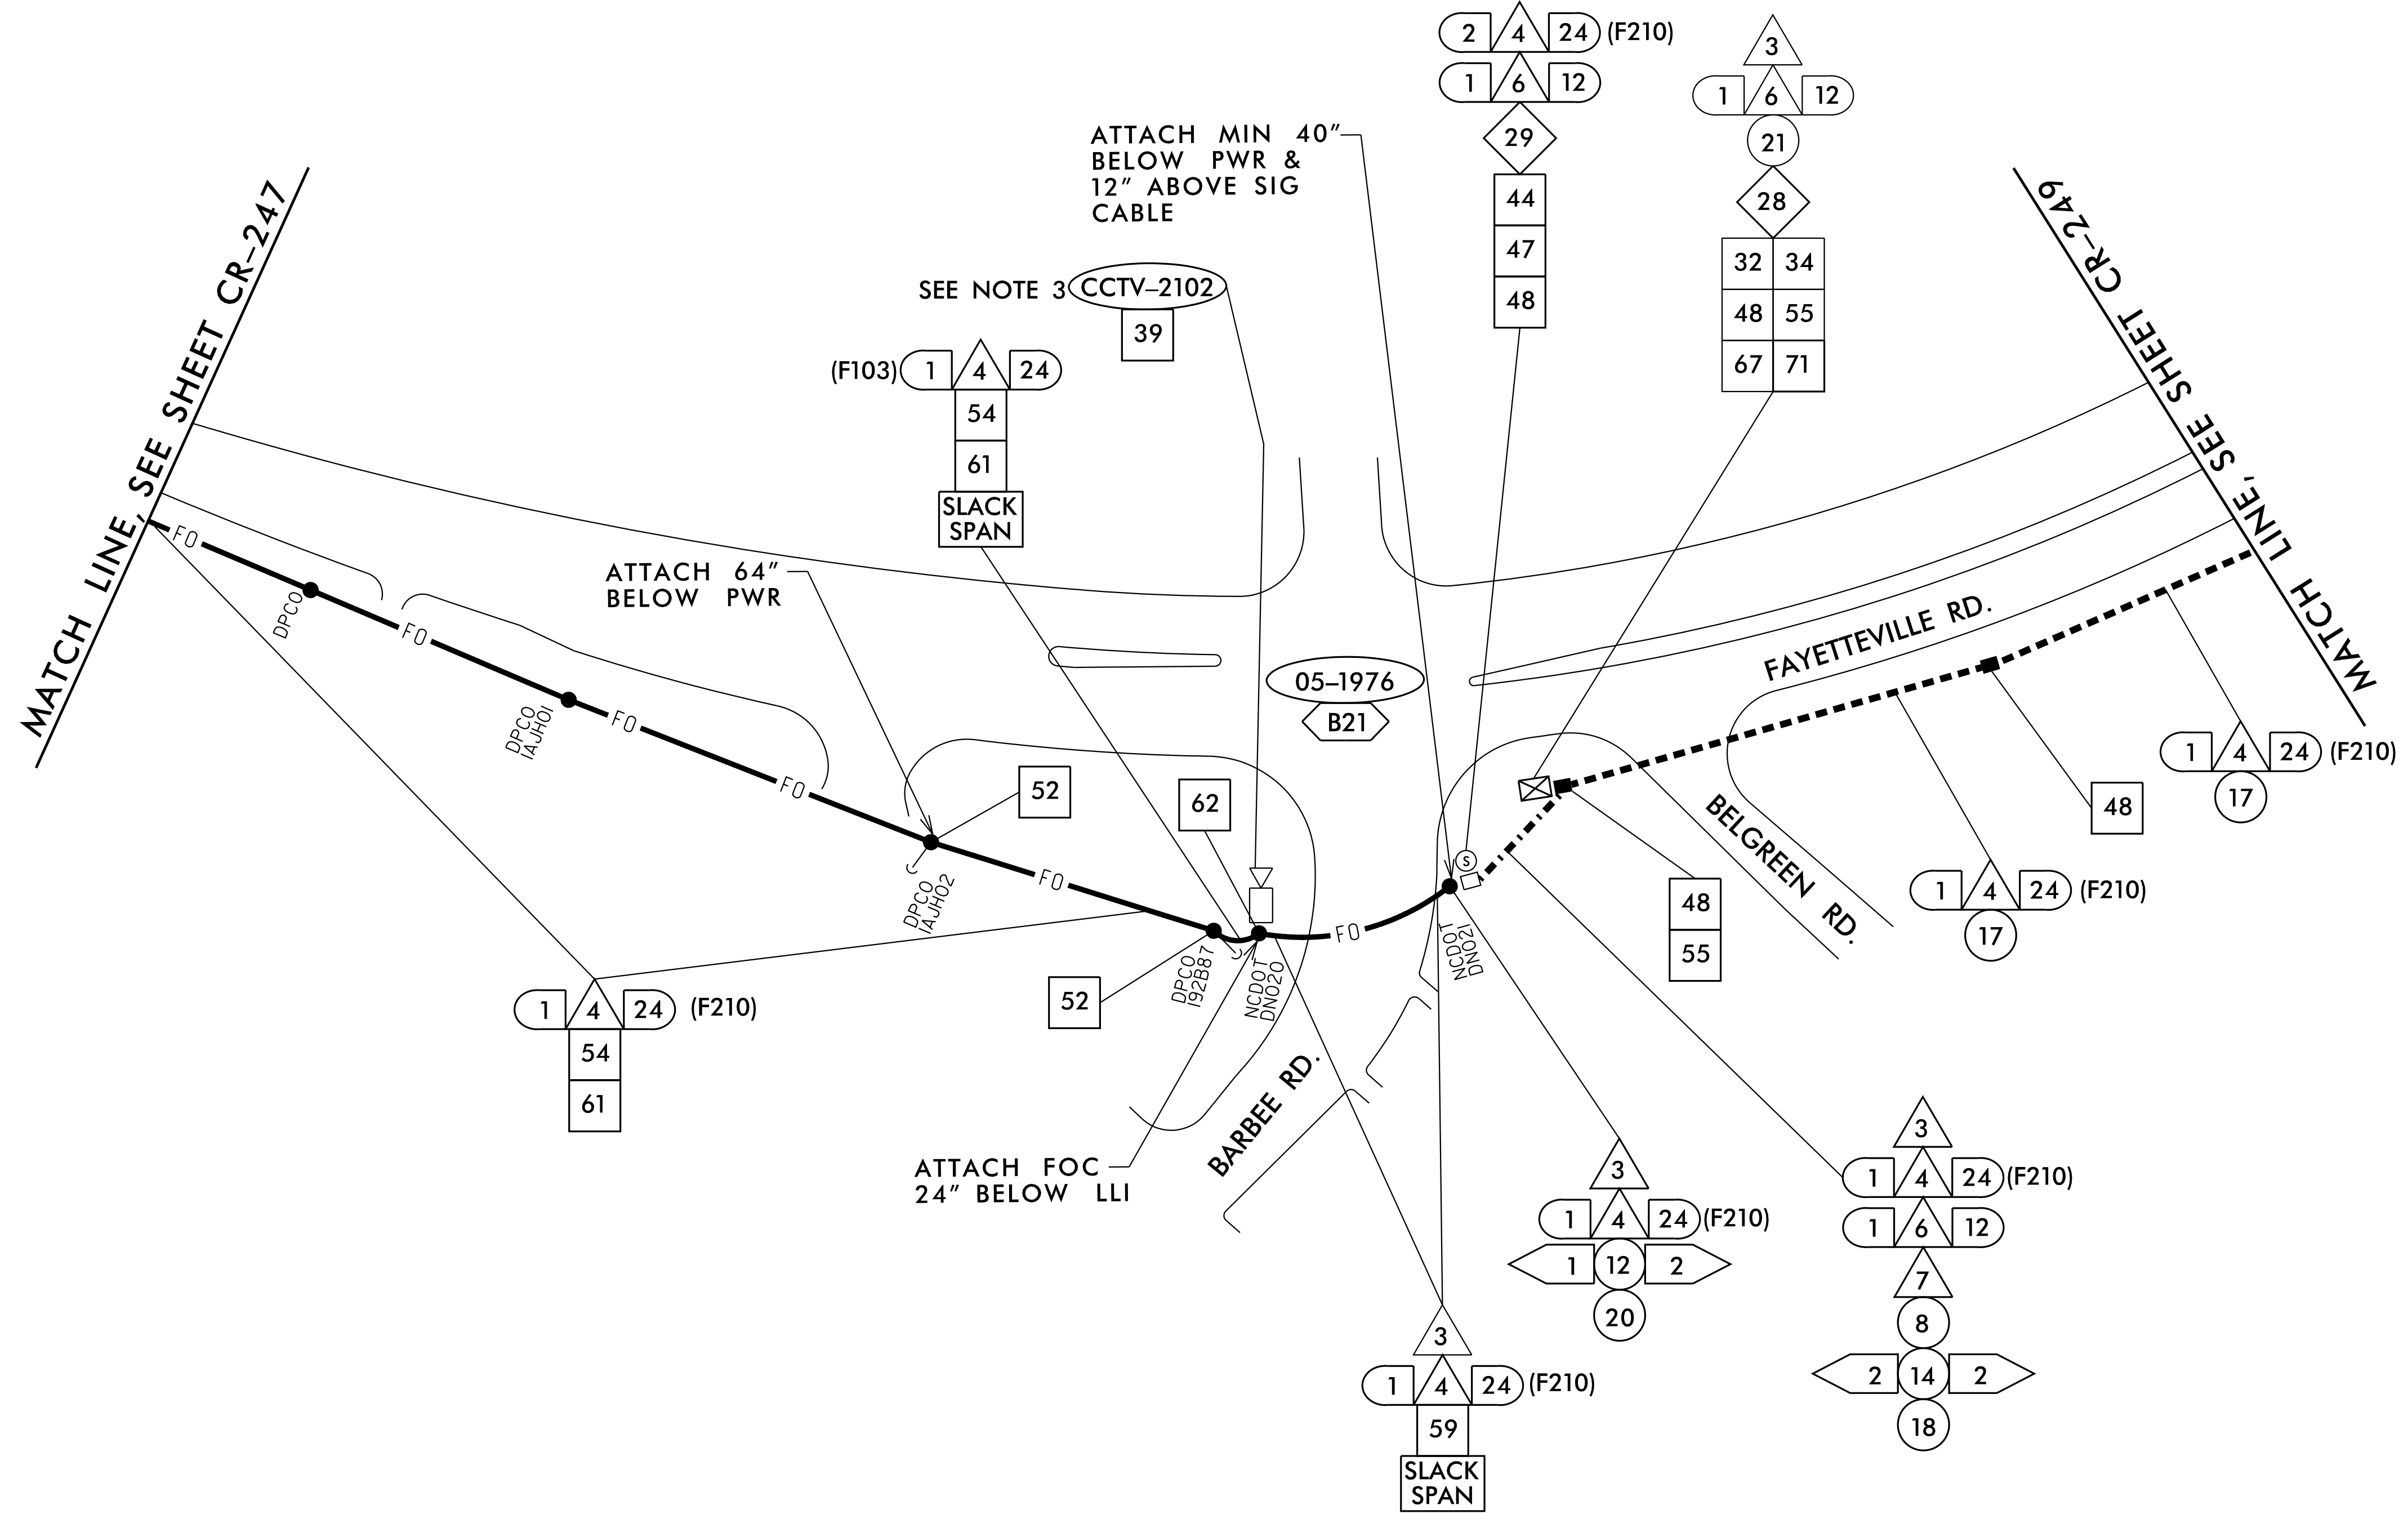 2 4 24 (F210)
1 6 12
29
44
47
48
3
1 6 12
21
28
32 34
48 55
67 71
ATTACH MIN 40"
BELOW PWR &
12" ABOVE SIG
CABLE
SEE NOTE 3 CCTV–2102
39
(F103) 1 4 24
54
61
SLACK
SPAN
MATCH LINE, SEE SHEET CR–247
MATCH LINE, SEE SHEET CR–249
ATTACH 64"
BELOW PWR
FO
DPCO
FO
DPCO
IAJH01
FO
FO
52
DPCO
IAJH02
FO
62
05–1976
B21
FAYETTEVILLE RD.
BELGREEN RD.
BARBEE RD.
S
FO
NCDOT
DN021
NCDOT
DN020
DPCO
I92B87
52
48
55
1 4 24 (F210)
17
48
1 4 24 (F210)
17
1 4 24 (F210)
54
61
ATTACH FOC
24" BELOW LLI
3
1 4 24 (F210)
59
SLACK
SPAN
3
1 4 24 (F210)
1 12 2
20
3
1 4 24 (F210)
1 6 12
7
8
2 14 2
18